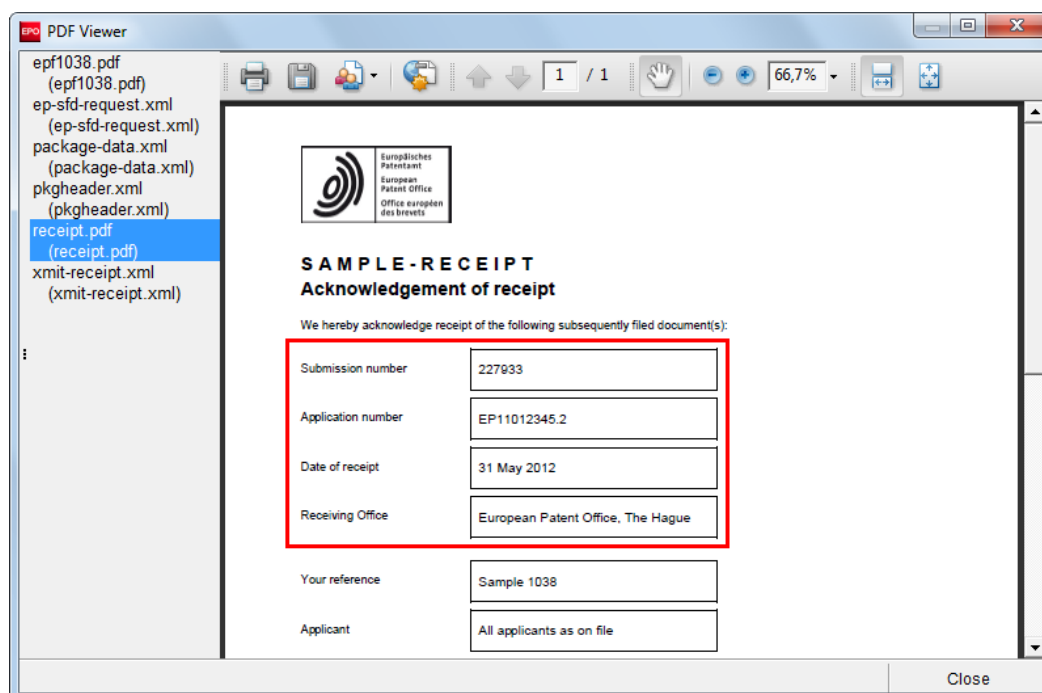 EPO PDF Viewer
epf1038.pdf
(epf1038.pdf)
ep-sfd-request.xml
(ep-sfd-request.xml)
package-data.xml
(package-data.xml)
pkgheader.xml
(pkgheader.xml)
receipt.pdf
(receipt.pdf)
xmit-receipt.xml
(xmit-receipt.xml)
1 / 1
66,7%
Europäisches
Patentamt
European
Patent Office
Office européen
des brevets
SAMPLE-RECEIPT
Acknowledgement of receipt
We hereby acknowledge receipt of the following subsequently filed document(s):
Submission number 227933
Application number EP11012345.2
Date of receipt 31 May 2012
Receiving Office European Patent Office, The Hague
Your reference Sample 1038
Applicant All applicants as on file
Close